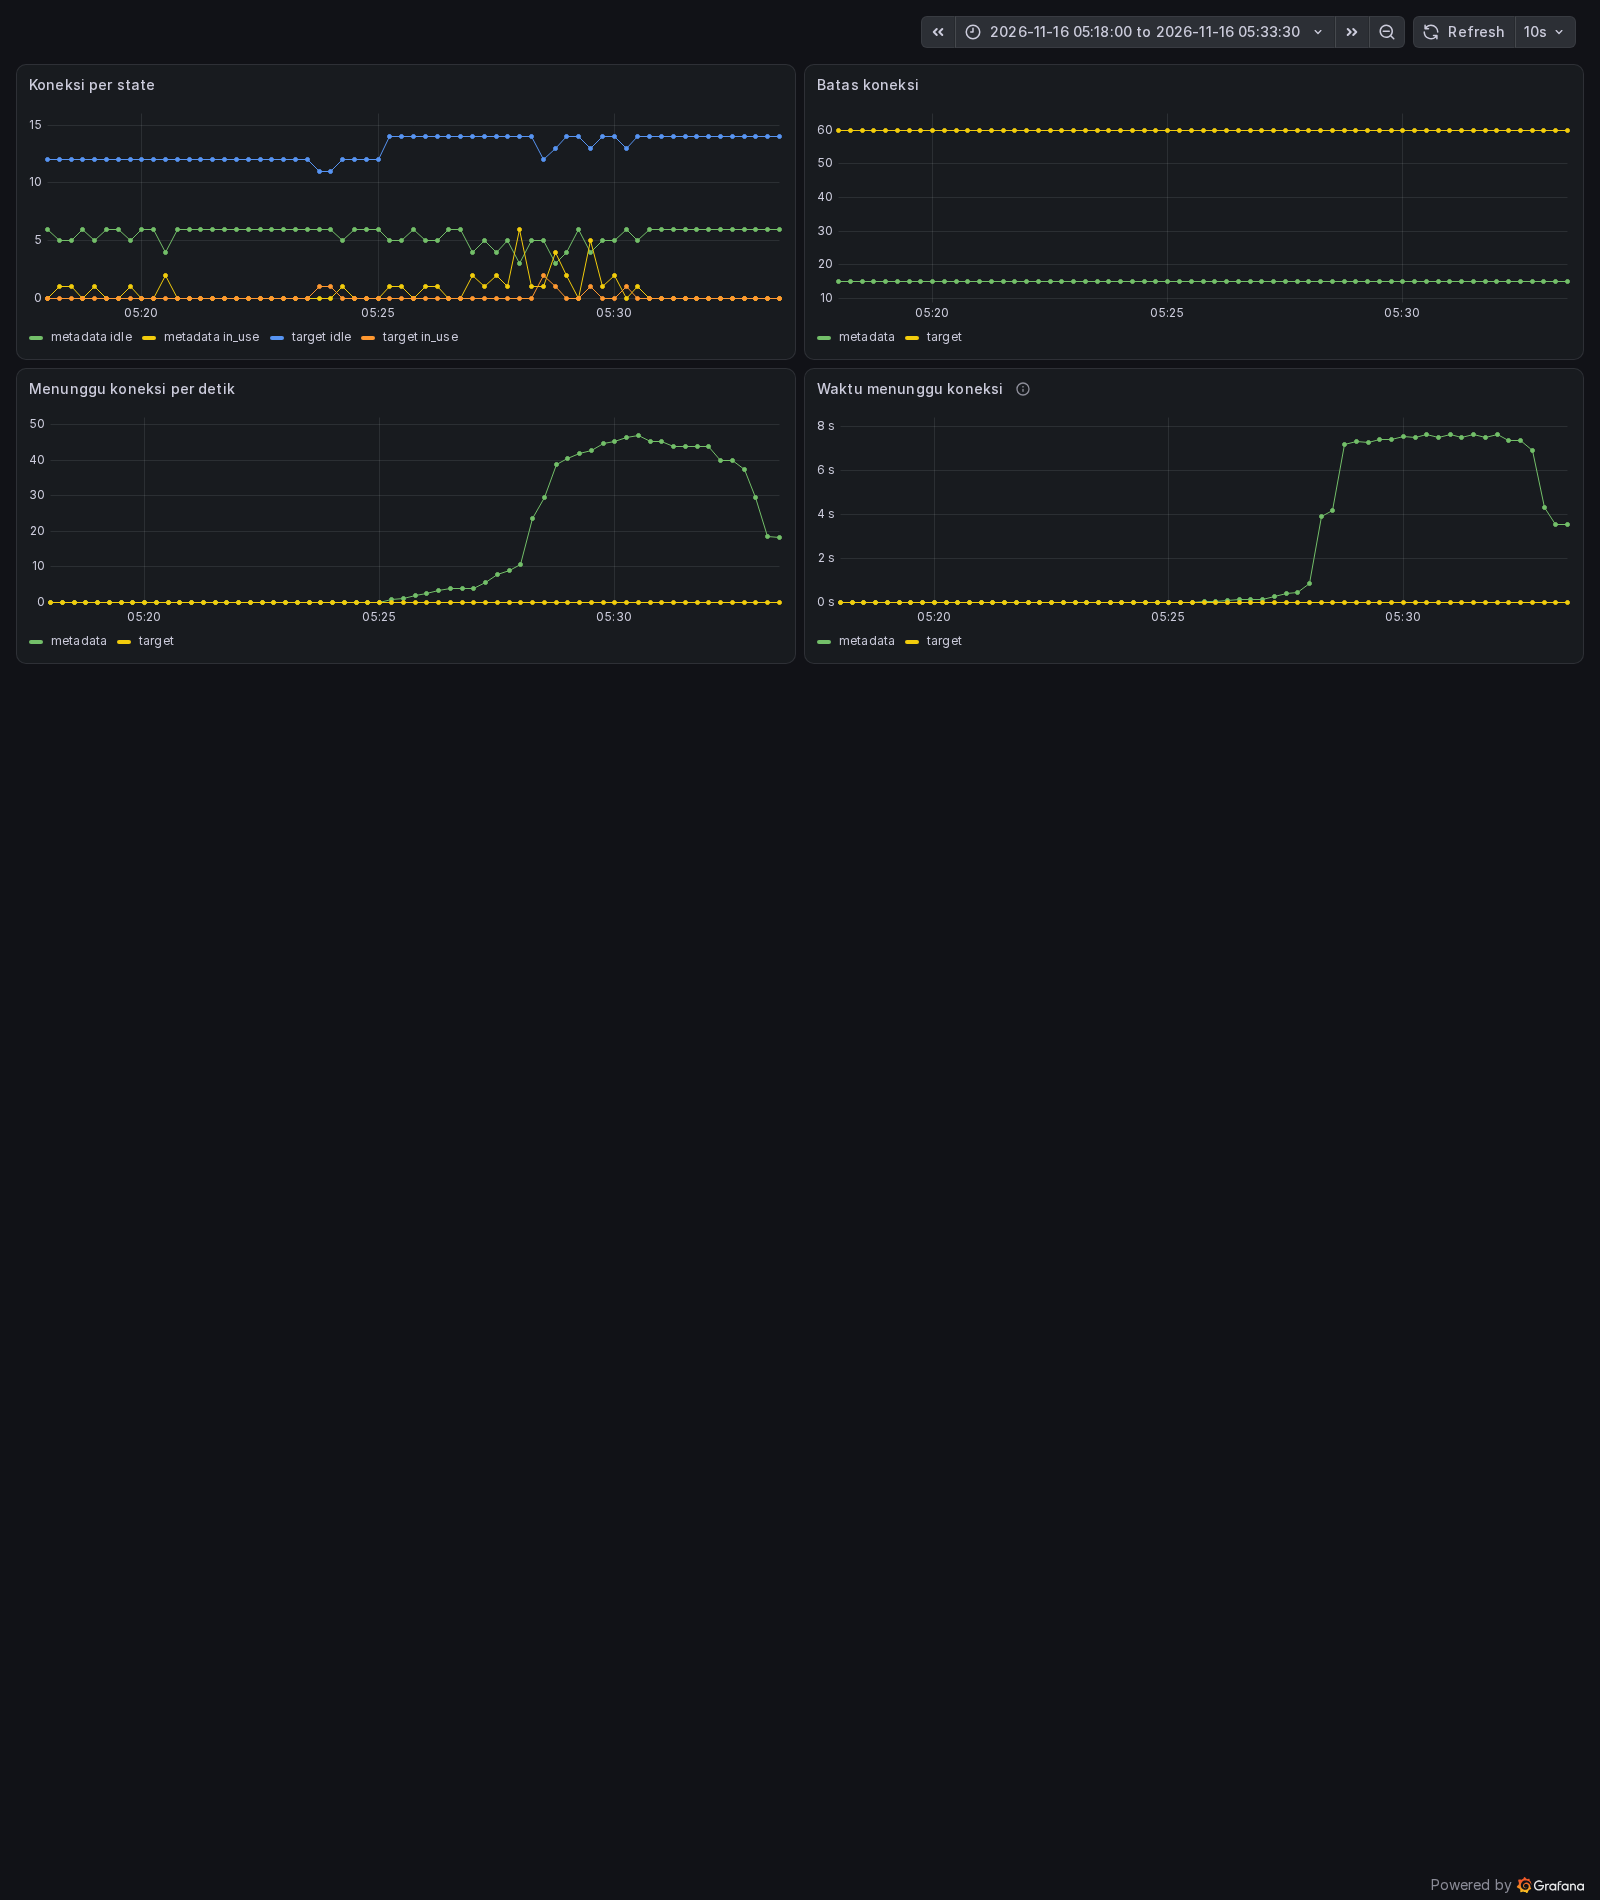 2026-11-16 05:18:00 to 2026-11-16 05:33:30
Refresh
10s
Koneksi per state
15
10
5
0
05:20
05:25
05:30
metadata idle
metadata in_use
target idle
target in_use
Batas koneksi
60
50
40
30
20
10
05:20
05:25
05:30
metadata
target
Menunggu koneksi per detik
50
40
30
20
10
0
05:20
05:25
05:30
metadata
target
Waktu menunggu koneksi
8 s
6 s
4 s
2 s
0 s
05:20
05:25
05:30
metadata
target
Powered by Grafana